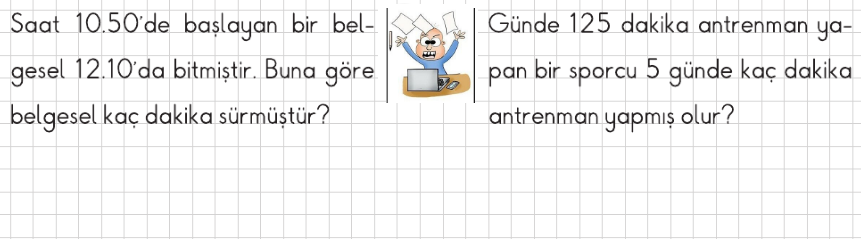 Saat 10.50'de başlayan bir bel-
gesel 12.10'da bitmiştir. Buna göre
belgesel kaç dakika sürmüştür?
Günde 125 dakika antrenman ya-
pan bir sporcu 5 günde kaç dakika
antrenman yapmış olur?